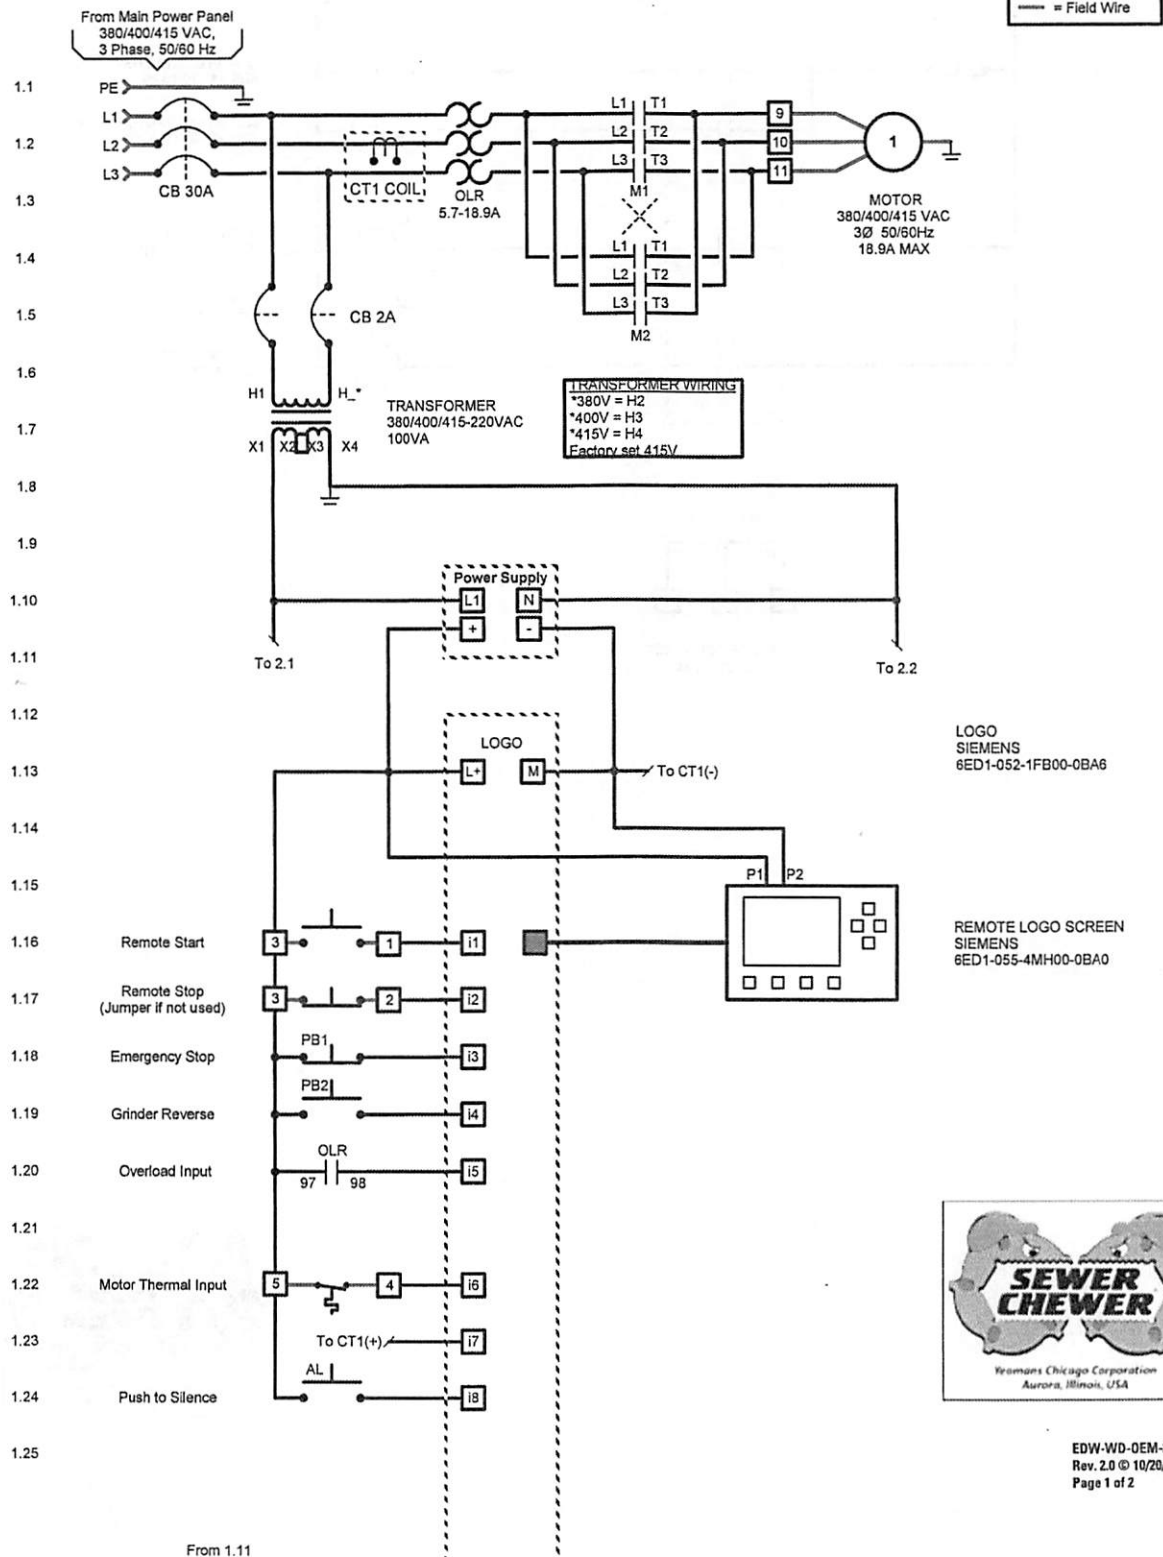 = Field Wire
From Main Power Panel
380/400/415 VAC,
3 Phase, 50/60 Hz
1.1
PE
L1
1.2
L2
L3
CB 30A
CT1 COIL
OLR
5.7-18.9A
L1 T1
L2 T2
L3 T3
M1
9
10
11
1
MOTOR
380/400/415 VAC
3Ø 50/60Hz
18.9A MAX
1.3
1.4
L1 T1
L2 T2
L3 T3
M2
1.5
CB 2A
1.6
H1
H_*
TRANSFORMER
380/400/415-220VAC
100VA
TRANSFORMER WIRING
*380V = H2
*400V = H3
*415V = H4
Factory set 415V
1.7
X1 X2 X3 X4
1.8
1.9
Power Supply
1.10
L1 N
+ -
1.11
To 2.1
To 2.2
1.12
LOGO
LOGO
SIEMENS
6ED1-052-1FB00-0BA6
1.13
L+ M
To CT1(-)
1.14
1.15
P1 P2
1.16
Remote Start
3 1 i1
REMOTE LOGO SCREEN
SIEMENS
6ED1-055-4MH00-0BA0
1.17
Remote Stop
(Jumper if not used)
3 2 i2
1.18
Emergency Stop
PB1
i3
1.19
Grinder Reverse
PB2
i4
1.20
Overload Input
OLR
97 98
i5
1.21
1.22
Motor Thermal Input
5 4 i6
1.23
To CT1(+)
i7
1.24
Push to Silence
AL
i8
1.25
SEWER
CHEWER
Yeomans Chicago Corporation
Aurora, Illinois, USA
EDW-WD-OEM-
Rev. 2.0 © 10/20/
Page 1 of 2
From 1.11